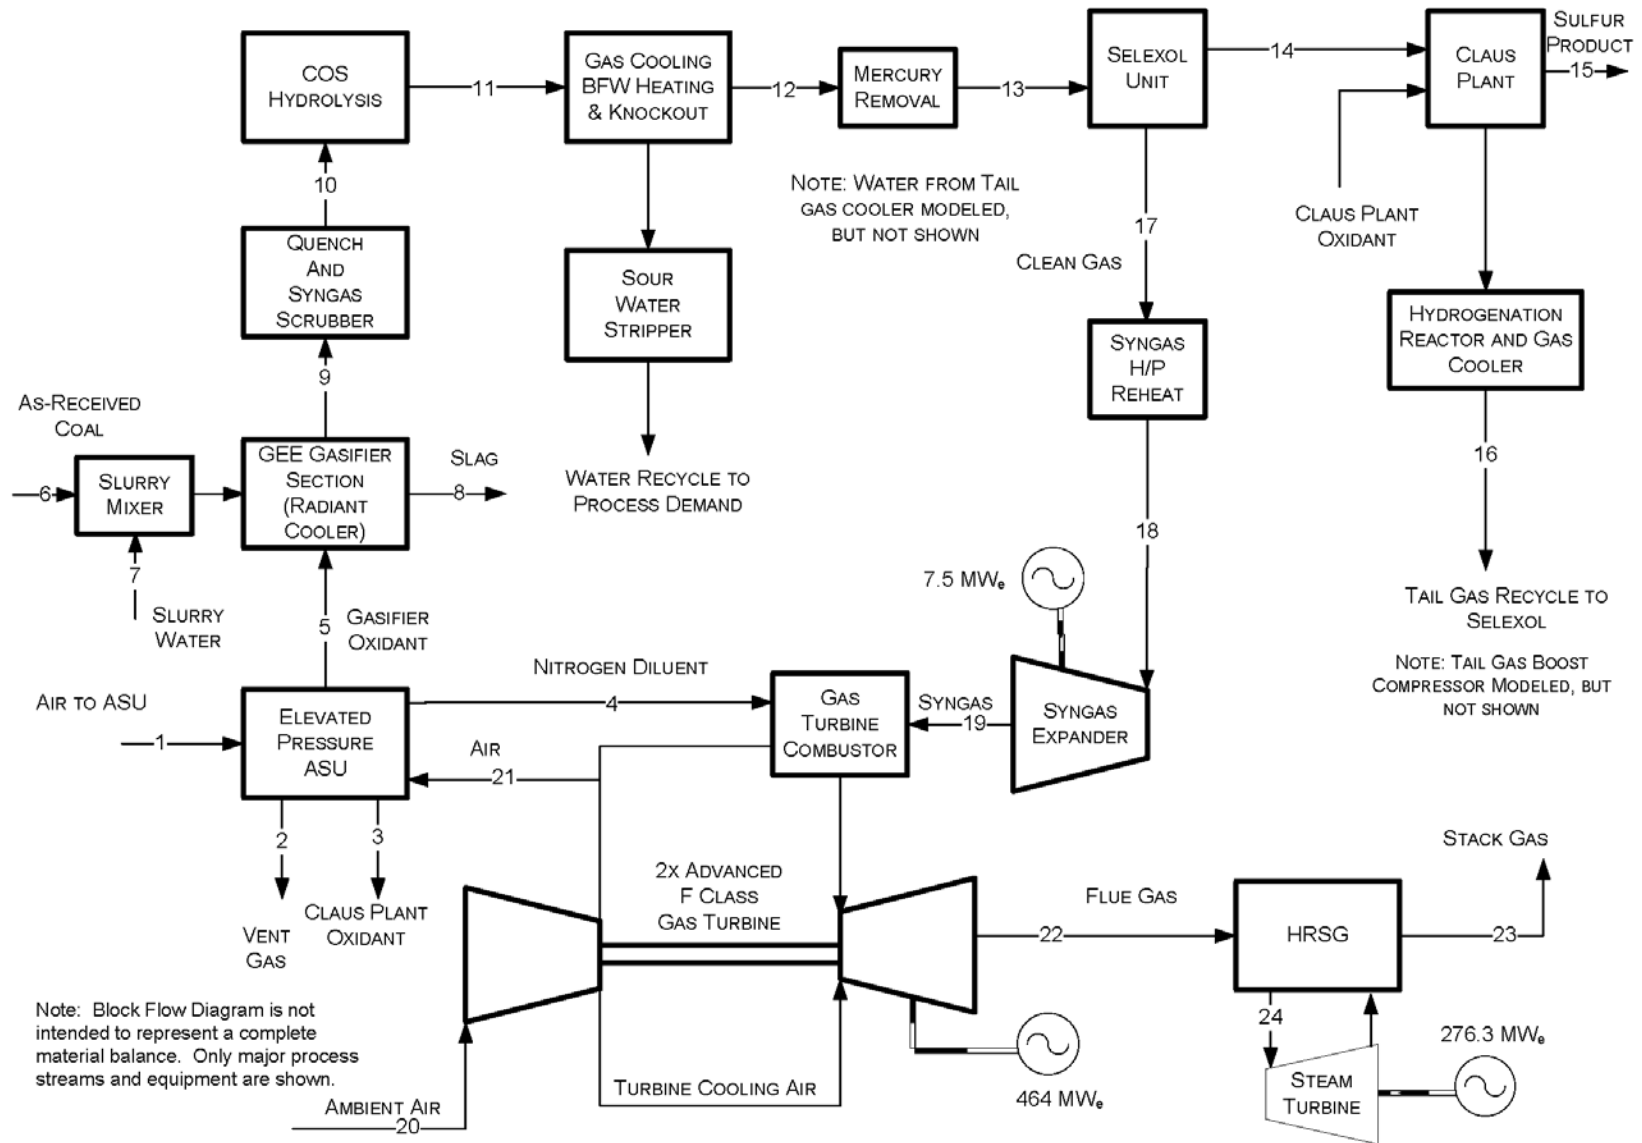 COS
HYDROLYSIS
11
GAS COOLING
BFW HEATING
& KNOCKOUT
12
MERCURY
REMOVAL
13
SELEXOL
UNIT
14
CLAUS
PLANT
SULFUR
PRODUCT
15
10
NOTE: WATER FROM TAIL
GAS COOLER MODELED,
BUT NOT SHOWN
17
CLEAN GAS
CLAUS PLANT
OXIDANT
QUENCH
AND
SYNGAS
SCRUBBER
SOUR
WATER
STRIPPER
SYNGAS
H/P
REHEAT
HYDROGENATION
REACTOR AND GAS
COOLER
9
AS-RECEIVED
COAL
6
SLURRY
MIXER
GEE GASIFIER
SECTION
(RADIANT
COOLER)
SLAG
8
WATER RECYCLE TO
PROCESS DEMAND
16
18
7
SLURRY
WATER
5
GASIFIER
OXIDANT
7.5 MWe
TAIL GAS RECYCLE TO
SELEXOL
NOTE: TAIL GAS BOOST
COMPRESSOR MODELED, BUT
NOT SHOWN
AIR TO ASU
1
ELEVATED
PRESSURE
ASU
NITROGEN DILUENT
4
GAS
TURBINE
COMBUSTOR
SYNGAS
19
SYNGAS
EXPANDER
AIR
21
2
3
VENT
GAS
CLAUS PLANT
OXIDANT
2X ADVANCED
F CLASS
GAS TURBINE
FLUE GAS
22
HRSG
STACK GAS
23
24
Note: Block Flow Diagram is not
intended to represent a complete
material balance. Only major process
streams and equipment are shown.
AMBIENT AIR
20
TURBINE COOLING AIR
464 MWe
STEAM
TURBINE
276.3 MWe